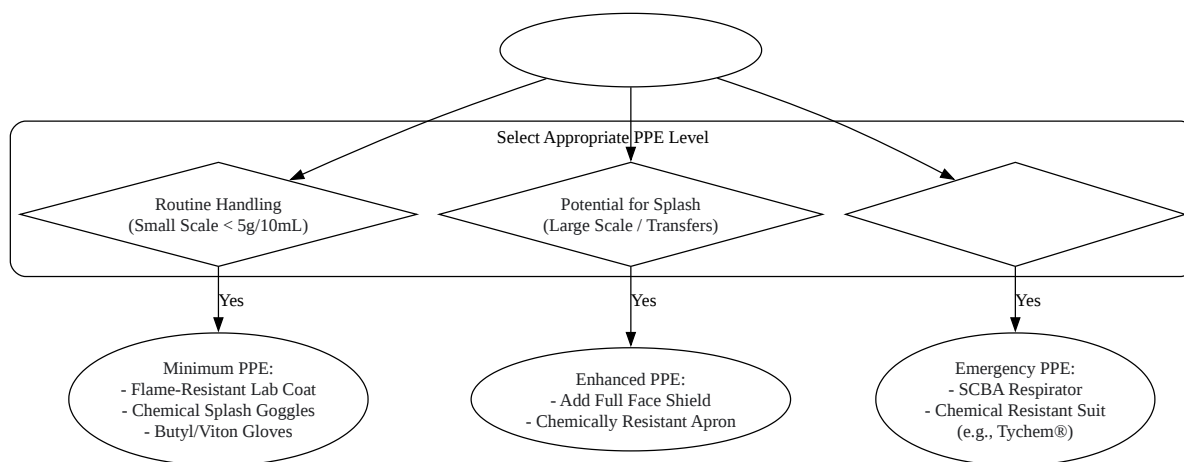 Select Appropriate PPE Level
Routine Handling
(Small Scale < 5g/10mL)
Potential for Splash
(Large Scale / Transfers)
Yes
Yes
Yes
Minimum PPE:
- Flame-Resistant Lab Coat
- Chemical Splash Goggles
- Butyl/Viton Gloves
Enhanced PPE:
- Add Full Face Shield
- Chemically Resistant Apron
Emergency PPE:
- SCBA Respirator
- Chemical Resistant Suit
(e.g., Tychem®)